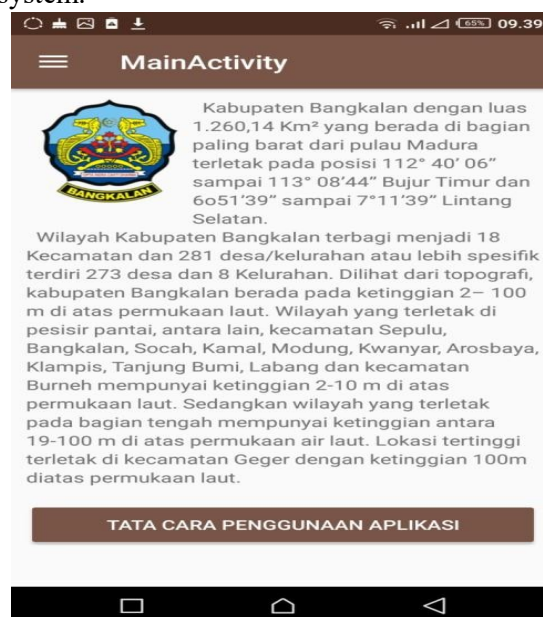 system.
65% 09.39
MainActivity
Kabupaten Bangkalan dengan luas
1.260,14 Km² yang berada di bagian
paling barat dari pulau Madura
terletak pada posisi 112° 40' 06”
sampai 113° 08’44” Bujur Timur dan
6o51’39” sampai 7°11’39” Lintang
Selatan.
BANGKALAN
Wilayah Kabupaten Bangkalan terbagi menjadi 18
Kecamatan dan 281 desa/kelurahan atau lebih spesifik
terdiri 273 desa dan 8 Kelurahan. Dilihat dari topografi,
kabupaten Bangkalan berada pada ketinggian 2– 100
m di atas permukaan laut. Wilayah yang terletak di
pesisir pantai, antara lain, kecamatan Sepulu,
Bangkalan, Socah, Kamal, Modung, Kwanyar, Arosbaya,
Klampis, Tanjung Bumi, Labang dan kecamatan
Burneh mempunyai ketinggian 2-10 m di atas
permukaan laut. Sedangkan wilayah yang terletak
pada bagian tengah mempunyai ketinggian antara
19-100 m di atas permukaan air laut. Lokasi tertinggi
terletak di kecamatan Geger dengan ketinggian 100m
diatas permukaan laut.
TATA CARA PENGGUNAAN APLIKASI